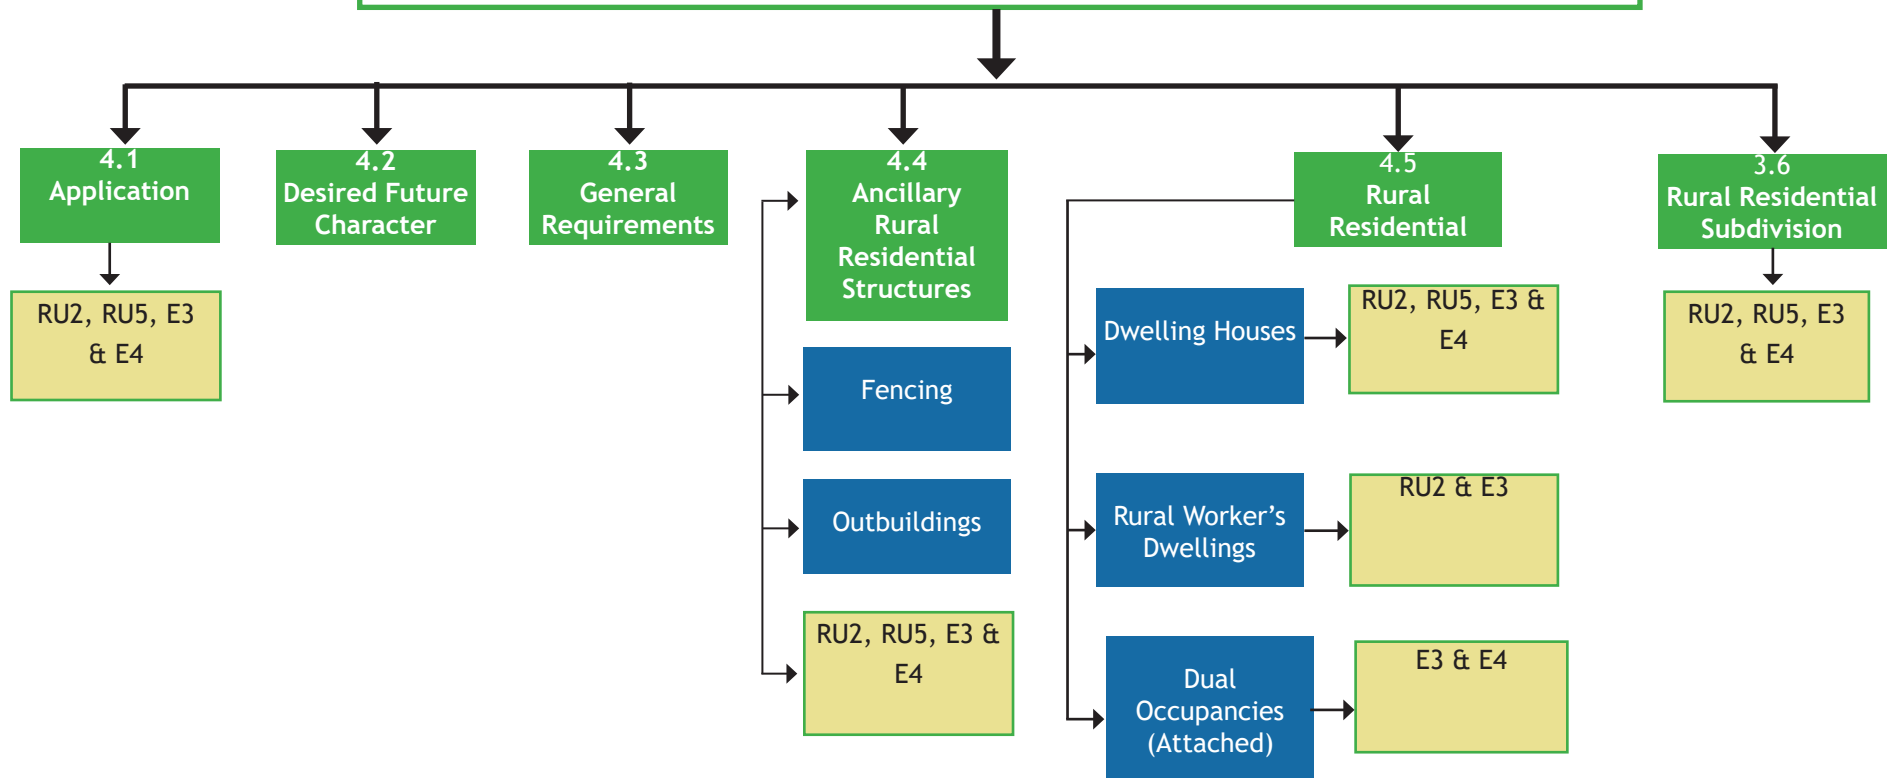 4.1
Application
RU2, RU5, E3
& E4
4.2
Desired Future
Character
4.3
General
Requirements
4.4
Ancillary
Rural
Residential
Structures
Fencing
Outbuildings
RU2, RU5, E3 &
E4
4.5
Rural
Residential
Dwelling Houses
RU2, RU5, E3 &
E4
Rural Worker’s
Dwellings
RU2 & E3
Dual
Occupancies
(Attached)
E3 & E4
3.6
Rural Residential
Subdivision
RU2, RU5, E3
& E4